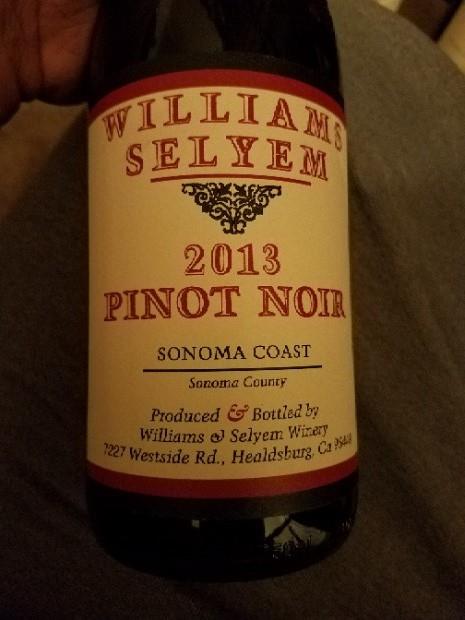 WILLIAMS
SELYEM
2013
PINOT NOIR
SONOMA COAST
Sonoma County
Produced & Bottled by
Williams & Selyem Winery
7227 Westside Rd., Healdsburg, Ca